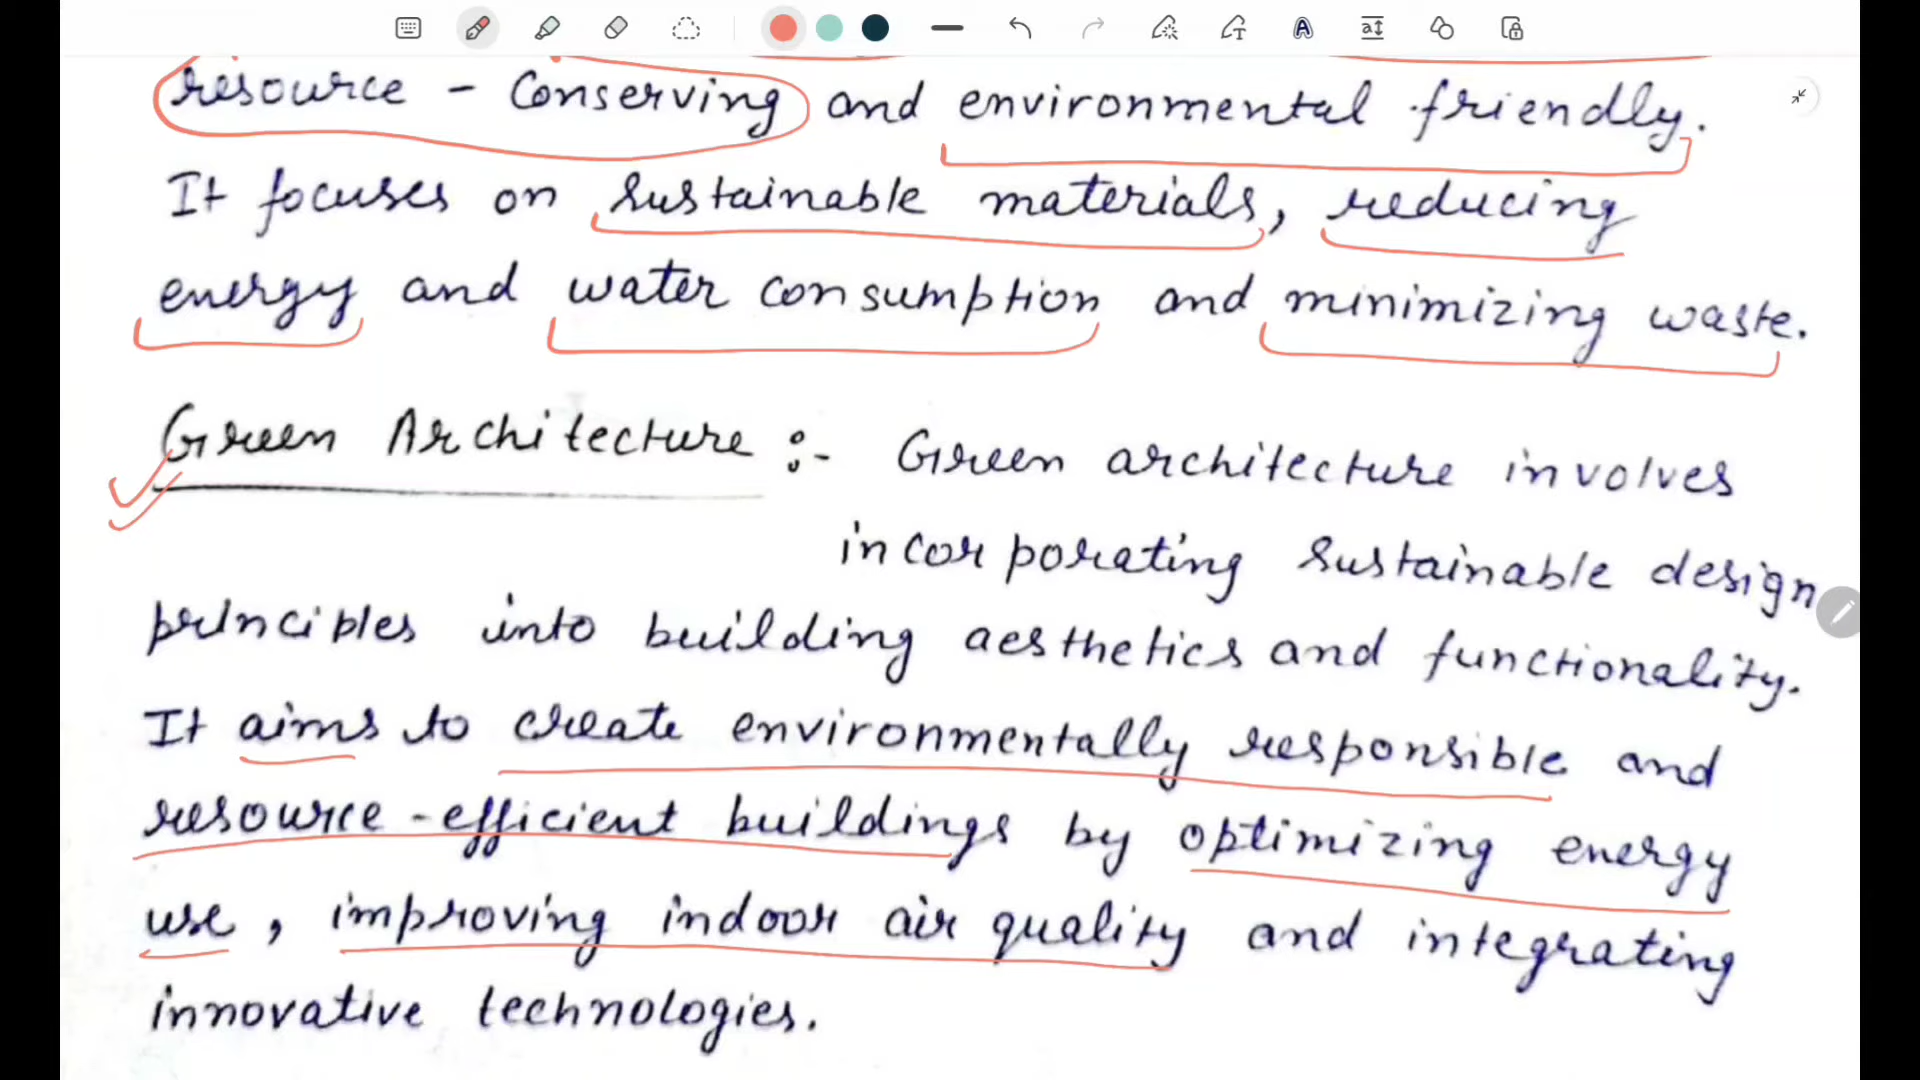 resource - Conserving and environmental friendly.
It focuses on sustainable materials, reducing
energy and water consumption and minimizing waste.
Green Architecture :- Green architecture involves
incorporating sustainable design
principles into building aesthetics and functionality.
It aims to create environmentally responsible and
resource-efficient buildings by optimizing energy
use, improving indoor air quality and integrating
innovative technologies.